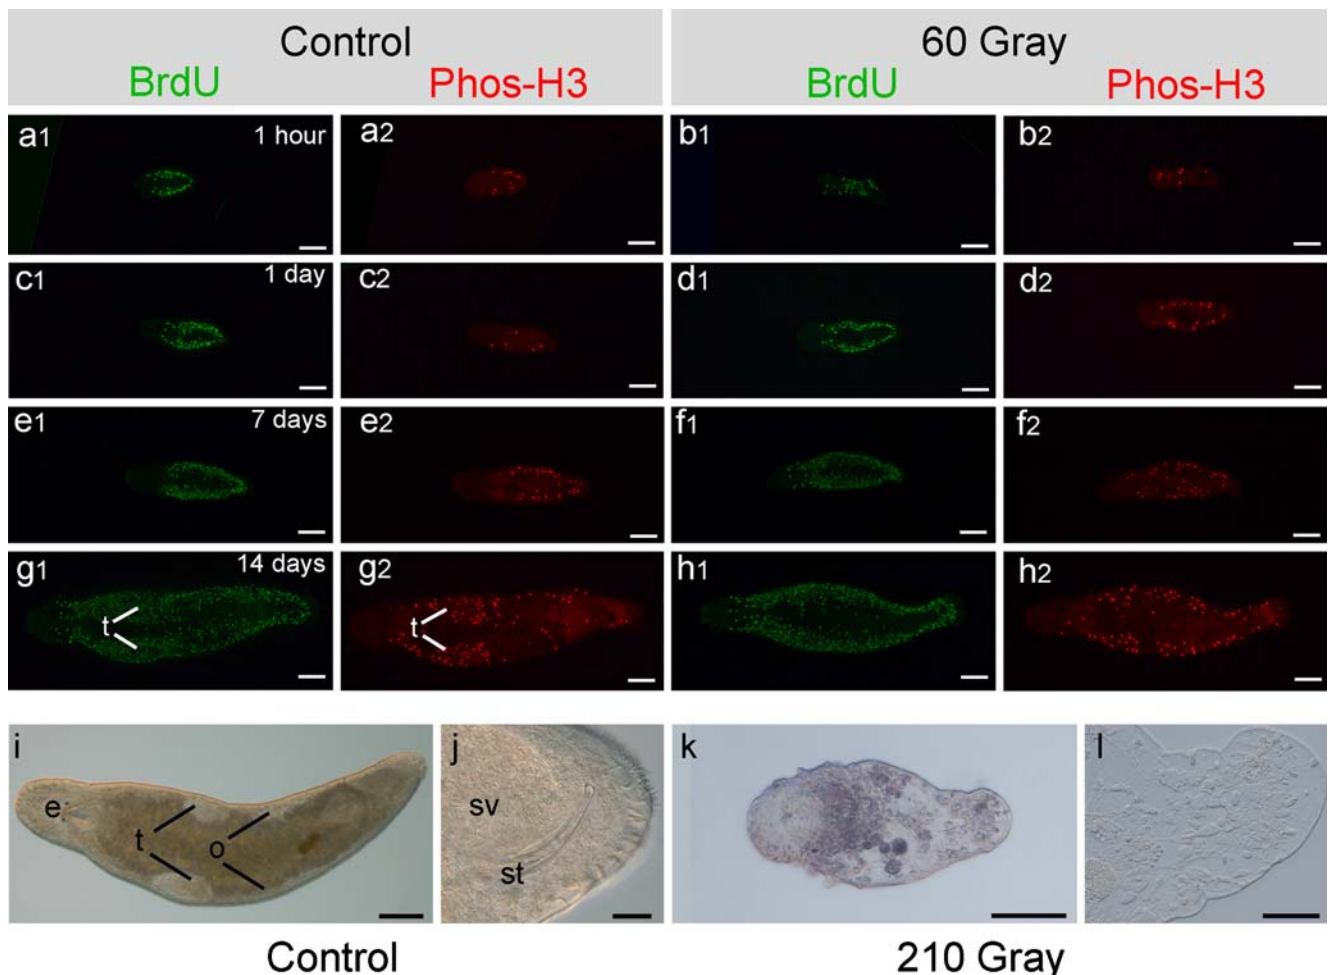 Control 60 Gray
BrdU Phos-H3 BrdU Phos-H3
a1 1 hour a2 b1 b2
c1 1 day c2 d1 d2
e1 7 days e2 f1 f2
g1 14 days g2 h1 h2
t t
i j k l
e sv
t o st
Control 210 Gray